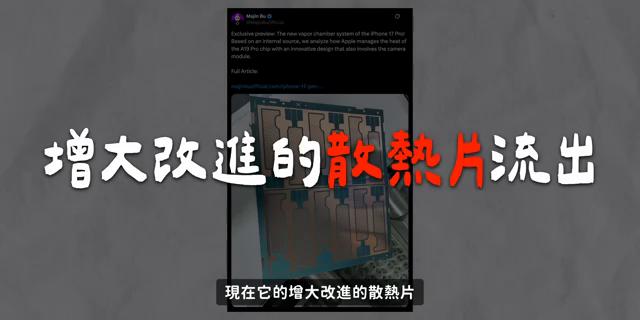 Majin Bu
Exclusive preview: The new vapor chamber system of the iPhone 17 Pro!
Based on an internal source, we analyze how Apple manages the heat
of the A19 Pro chip with an innovative design that also involves the camera
module.
Full Article:
增大改進的散熱片流出
現在它的增大改進的散熱片